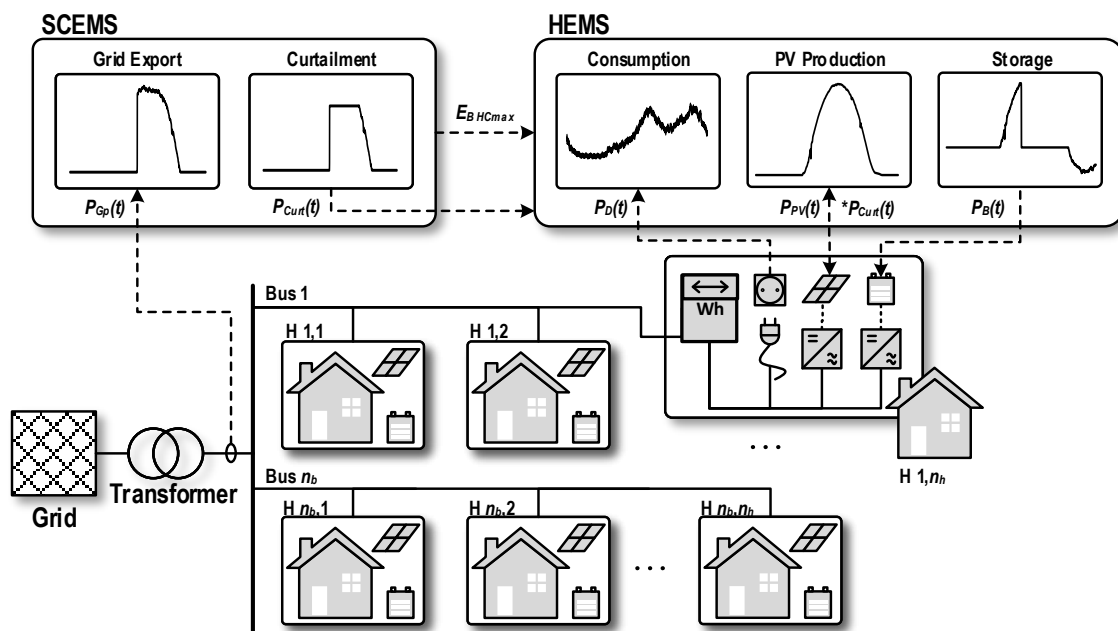 SCEMS
HEMS
Grid Export
Curtailment
Consumption
PV Production
Storage
E_B HCmax
P_Gp(t)
P_Curt(t)
P_D(t)
P_PV(t)
*P_Curt(t)
P_B(t)
Bus 1
Wh
H 1,1
H 1,2
...
H 1,n_h
Grid
Transformer
Bus n_b
H n_b,1
H n_b,2
...
H n_b,n_h